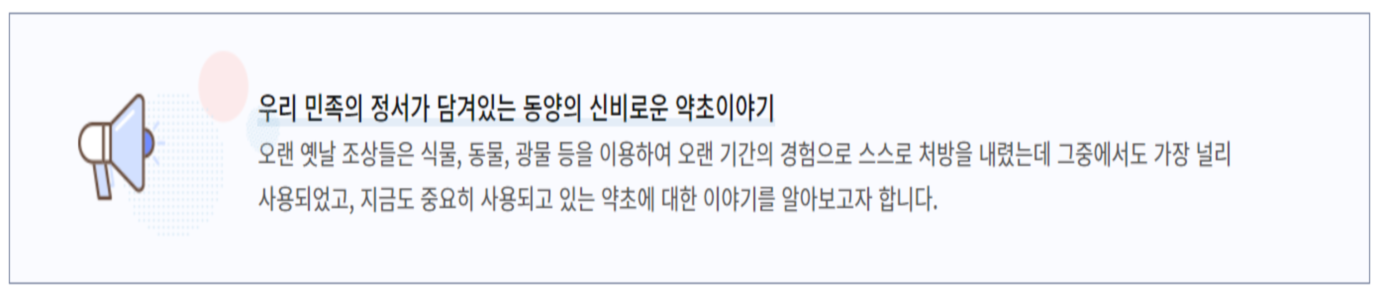 우리 민족의 정서가 담겨있는 동양의 신비로운 약초이야기
오랜 옛날 조상들은 식물, 동물, 광물 등을 이용하여 오랜 기간의 경험으로 스스로 처방을 내렸는데 그중에서도 가장 널리
사용되었고, 지금도 중요히 사용되고 있는 약초에 대한 이야기를 알아보고자 합니다.